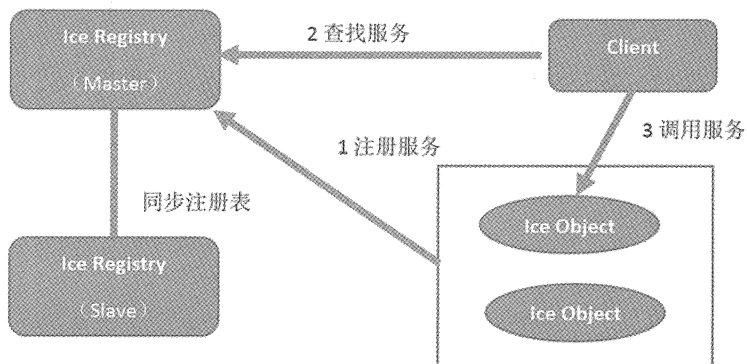 Ice Registry
（Master）
2 查找服务
Client
1 注册服务
3 调用服务
同步注册表
Ice Object
Ice Registry
（Slave）
Ice Object